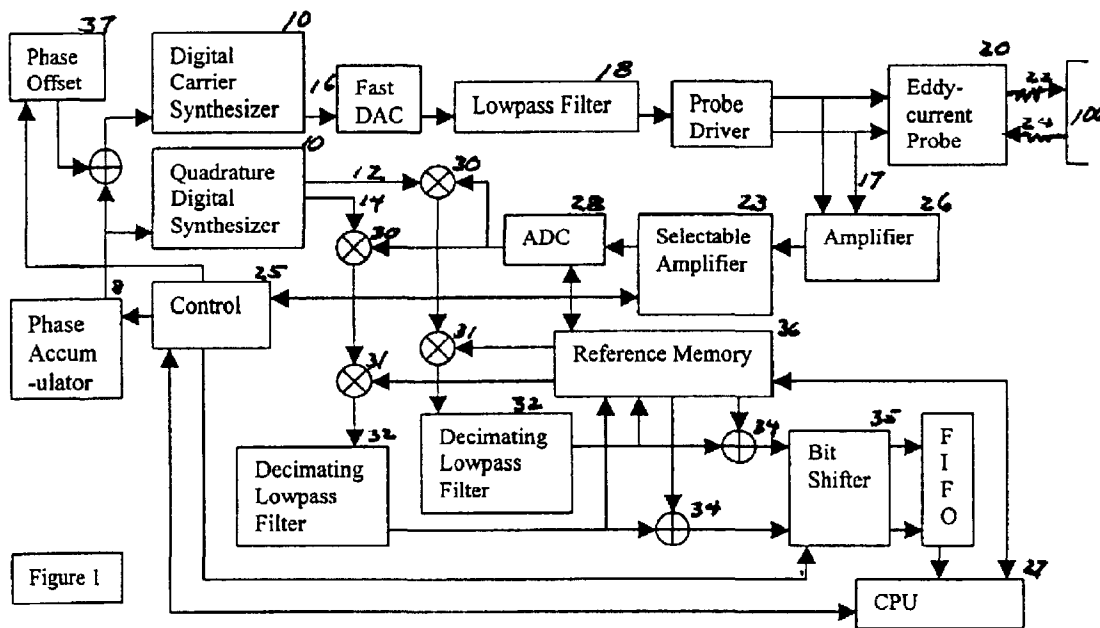 37
10
Phase
Offset
Digital
Carrier
Synthesizer
16
Fast
DAC
18
Lowpass Filter
Probe
Driver
20
Eddy-
current
Probe
22
24
100
10
Quadrature
Digital
Synthesizer
12
14
30
30
17
28
ADC
23
Selectable
Amplifier
26
Amplifier
8
Phase
Accum
-ulator
25
Control
31
31
36
Reference Memory
32
Decimating
Lowpass
Filter
32
Decimating
Lowpass
Filter
34
34
35
Bit
Shifter
F
I
F
O
27
CPU
Figure 1